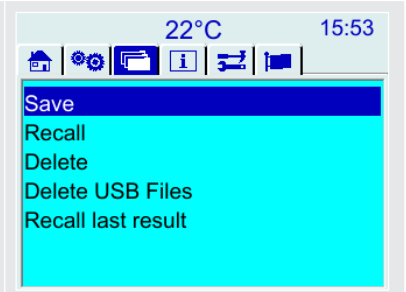 22°C 15:53
i
Save
Recall
Delete
Delete USB Files
Recall last result